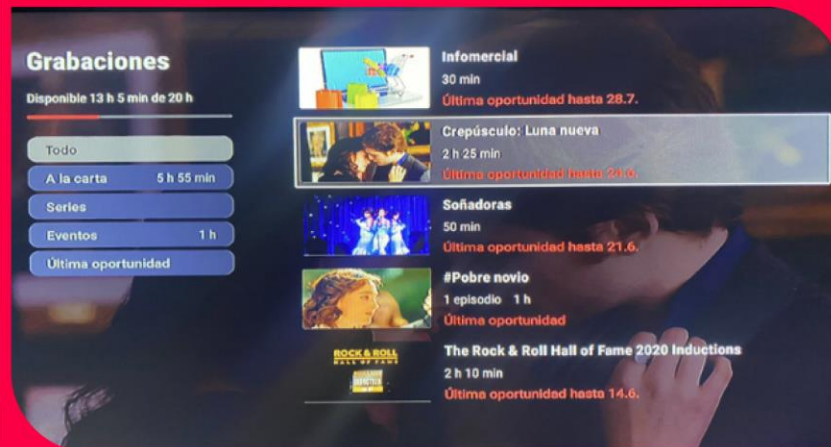 Grabaciones
Disponible 13 h 5 min de 20 h
Todo
A la carta 5 h 55 min
Series
Eventos 1 h
Última oportunidad
Infomercial
30 min
Última oportunidad hasta 28.7.
Crepúsculo: Luna nueva
2 h 25 min
Última oportunidad hasta
Soñadoras
50 min
Última oportunidad hasta 21.6.
#Pobre novio
1 episodio 1 h
Última oportunidad
ROCK & ROLL
HALL OF FAME
The Rock & Roll Hall of Fame 2020 Inductions
2 h 10 min
Última oportunidad hasta 14.6.